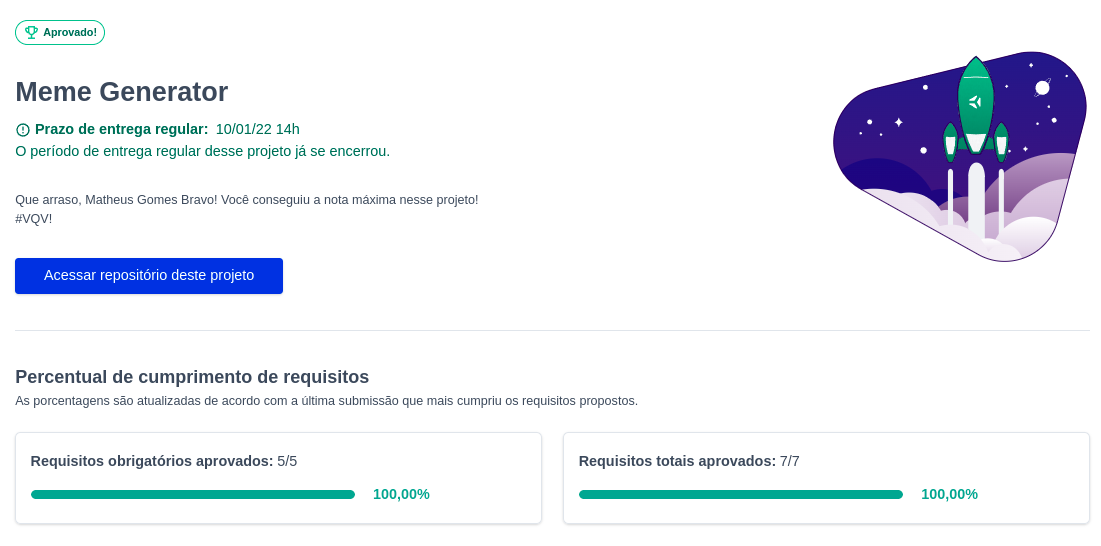 Aprovado!
Meme Generator
Prazo de entrega regular: 10/01/22 14h
O período de entrega regular desse projeto já se encerrou.
Que arraso, Matheus Gomes Bravo! Você conseguiu a nota máxima nesse projeto!
#VQV!
Acessar repositório deste projeto
Percentual de cumprimento de requisitos
As porcentagens são atualizadas de acordo com a última submissão que mais cumpriu os requisitos propostos.
Requisitos obrigatórios aprovados: 5/5
100,00%
Requisitos totais aprovados: 7/7
100,00%